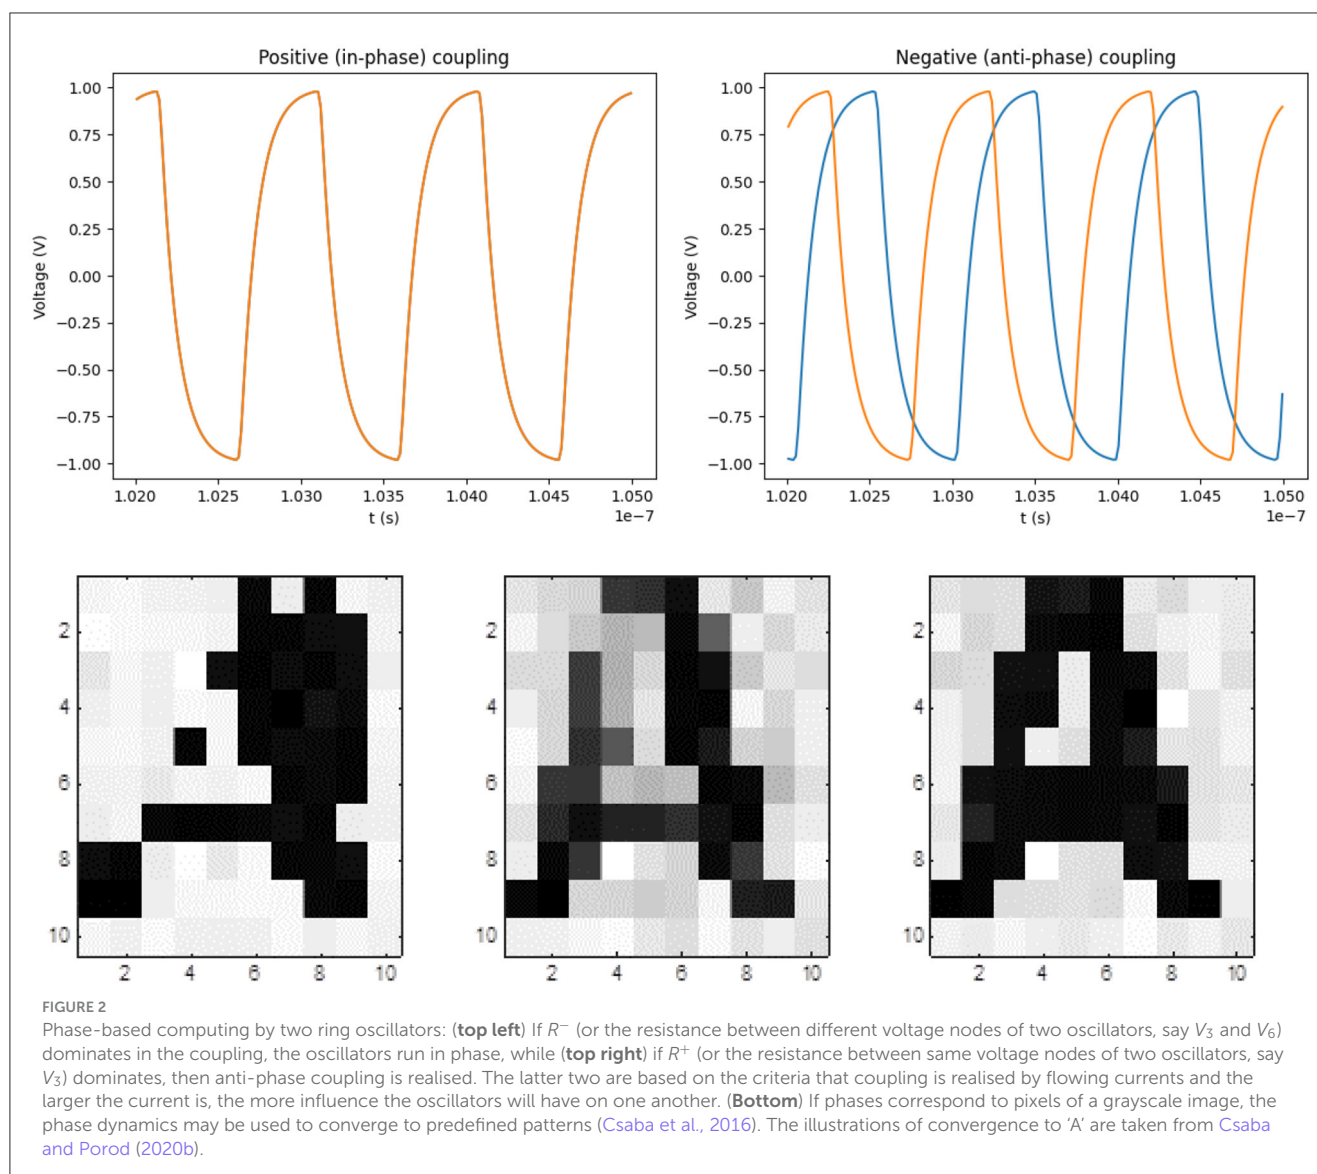 Positive (in-phase) coupling
Negative (anti-phase) coupling
1.00
0.75
0.50
0.25
0.00
−0.25
−0.50
−0.75
−1.00
Voltage (V)
1.020 1.025 1.030 1.035 1.040 1.045 1.050
t (s)
1e−7
1.00
0.75
0.50
0.25
0.00
−0.25
−0.50
−0.75
−1.00
Voltage (V)
1.020 1.025 1.030 1.035 1.040 1.045 1.050
t (s)
1e−7
2
4
6
8
10
2 4 6 8 10
2
4
6
8
10
2 4 6 8 10
2
4
6
8
10
2 4 6 8 10
FIGURE 2
Phase-based computing by two ring oscillators: (top left) If R− (or the resistance between different voltage nodes of two oscillators, say V3 and V6)
dominates in the coupling, the oscillators run in phase, while (top right) if R+ (or the resistance between same voltage nodes of two oscillators, say
V3) dominates, then anti-phase coupling is realised. The latter two are based on the criteria that coupling is realised by flowing currents and the
larger the current is, the more influence the oscillators will have on one another. (Bottom) If phases correspond to pixels of a grayscale image, the
phase dynamics may be used to converge to predefined patterns (Csaba et al., 2016). The illustrations of convergence to ‘A’ are taken from Csaba
and Porod (2020b).